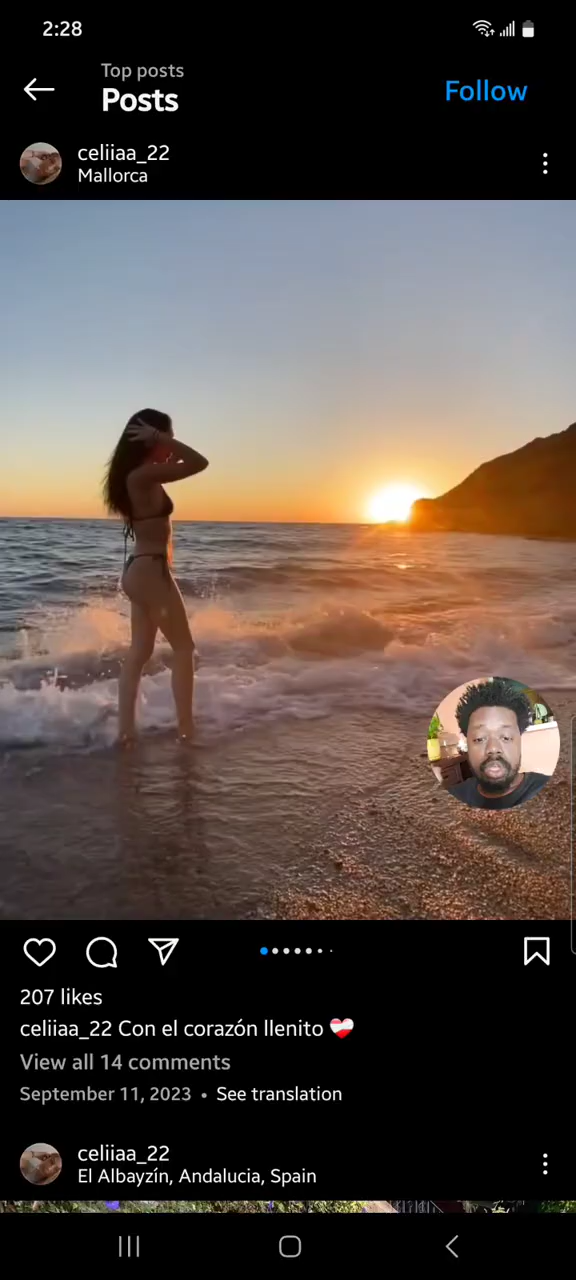 2:28
Top posts
Posts
Follow
celiiaa_22
Mallorca
207 likes
celiiaa_22 Con el corazón llenito ❤️‍🩹
View all 14 comments
September 11, 2023 • See translation
celiiaa_22
El Albayzín, Andalucia, Spain